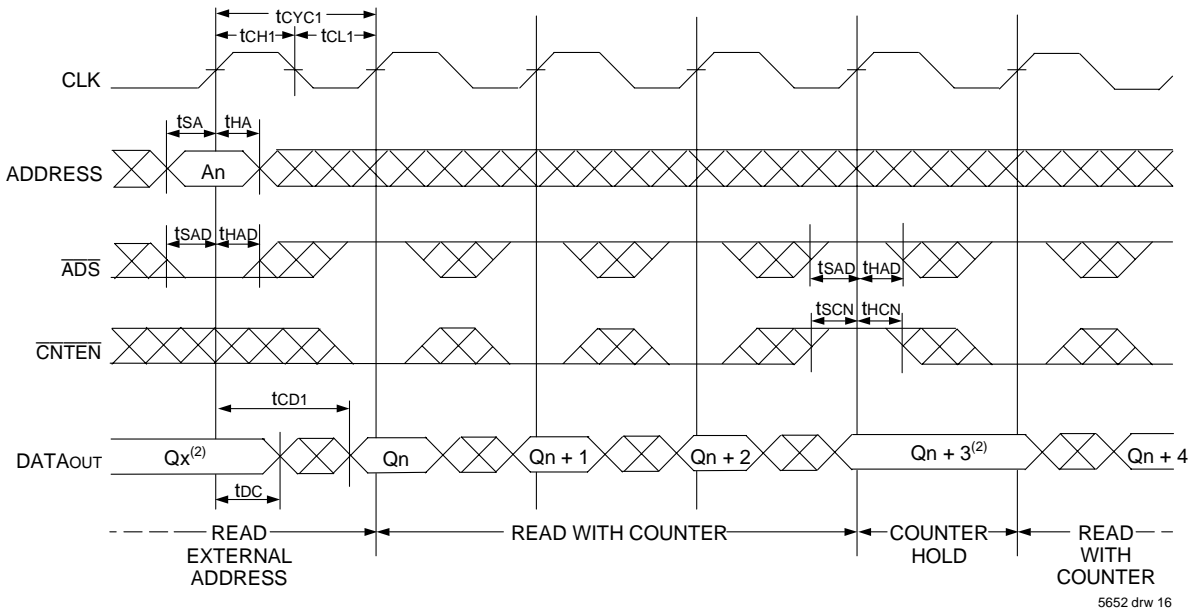 tCYC1
tCH1 tCL1
CLK
tSA tHA
ADDRESS An
tSAD tHAD
ADS
tSAD tHAD
tSCN tHCN
CNTEN
tCD1
DATAOUT Qx(2) Qn Qn + 1 Qn + 2 Qn + 3(2) Qn + 4
tDC
READ EXTERNAL ADDRESS
READ WITH COUNTER
COUNTER HOLD
READ WITH COUNTER
5652 drw 16